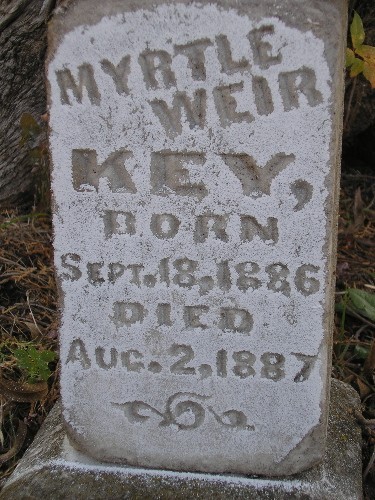 MYRTLE
WEIR
KEY,
BORN
SEPT. 18, 1886
DIED
AUG. 2, 1887